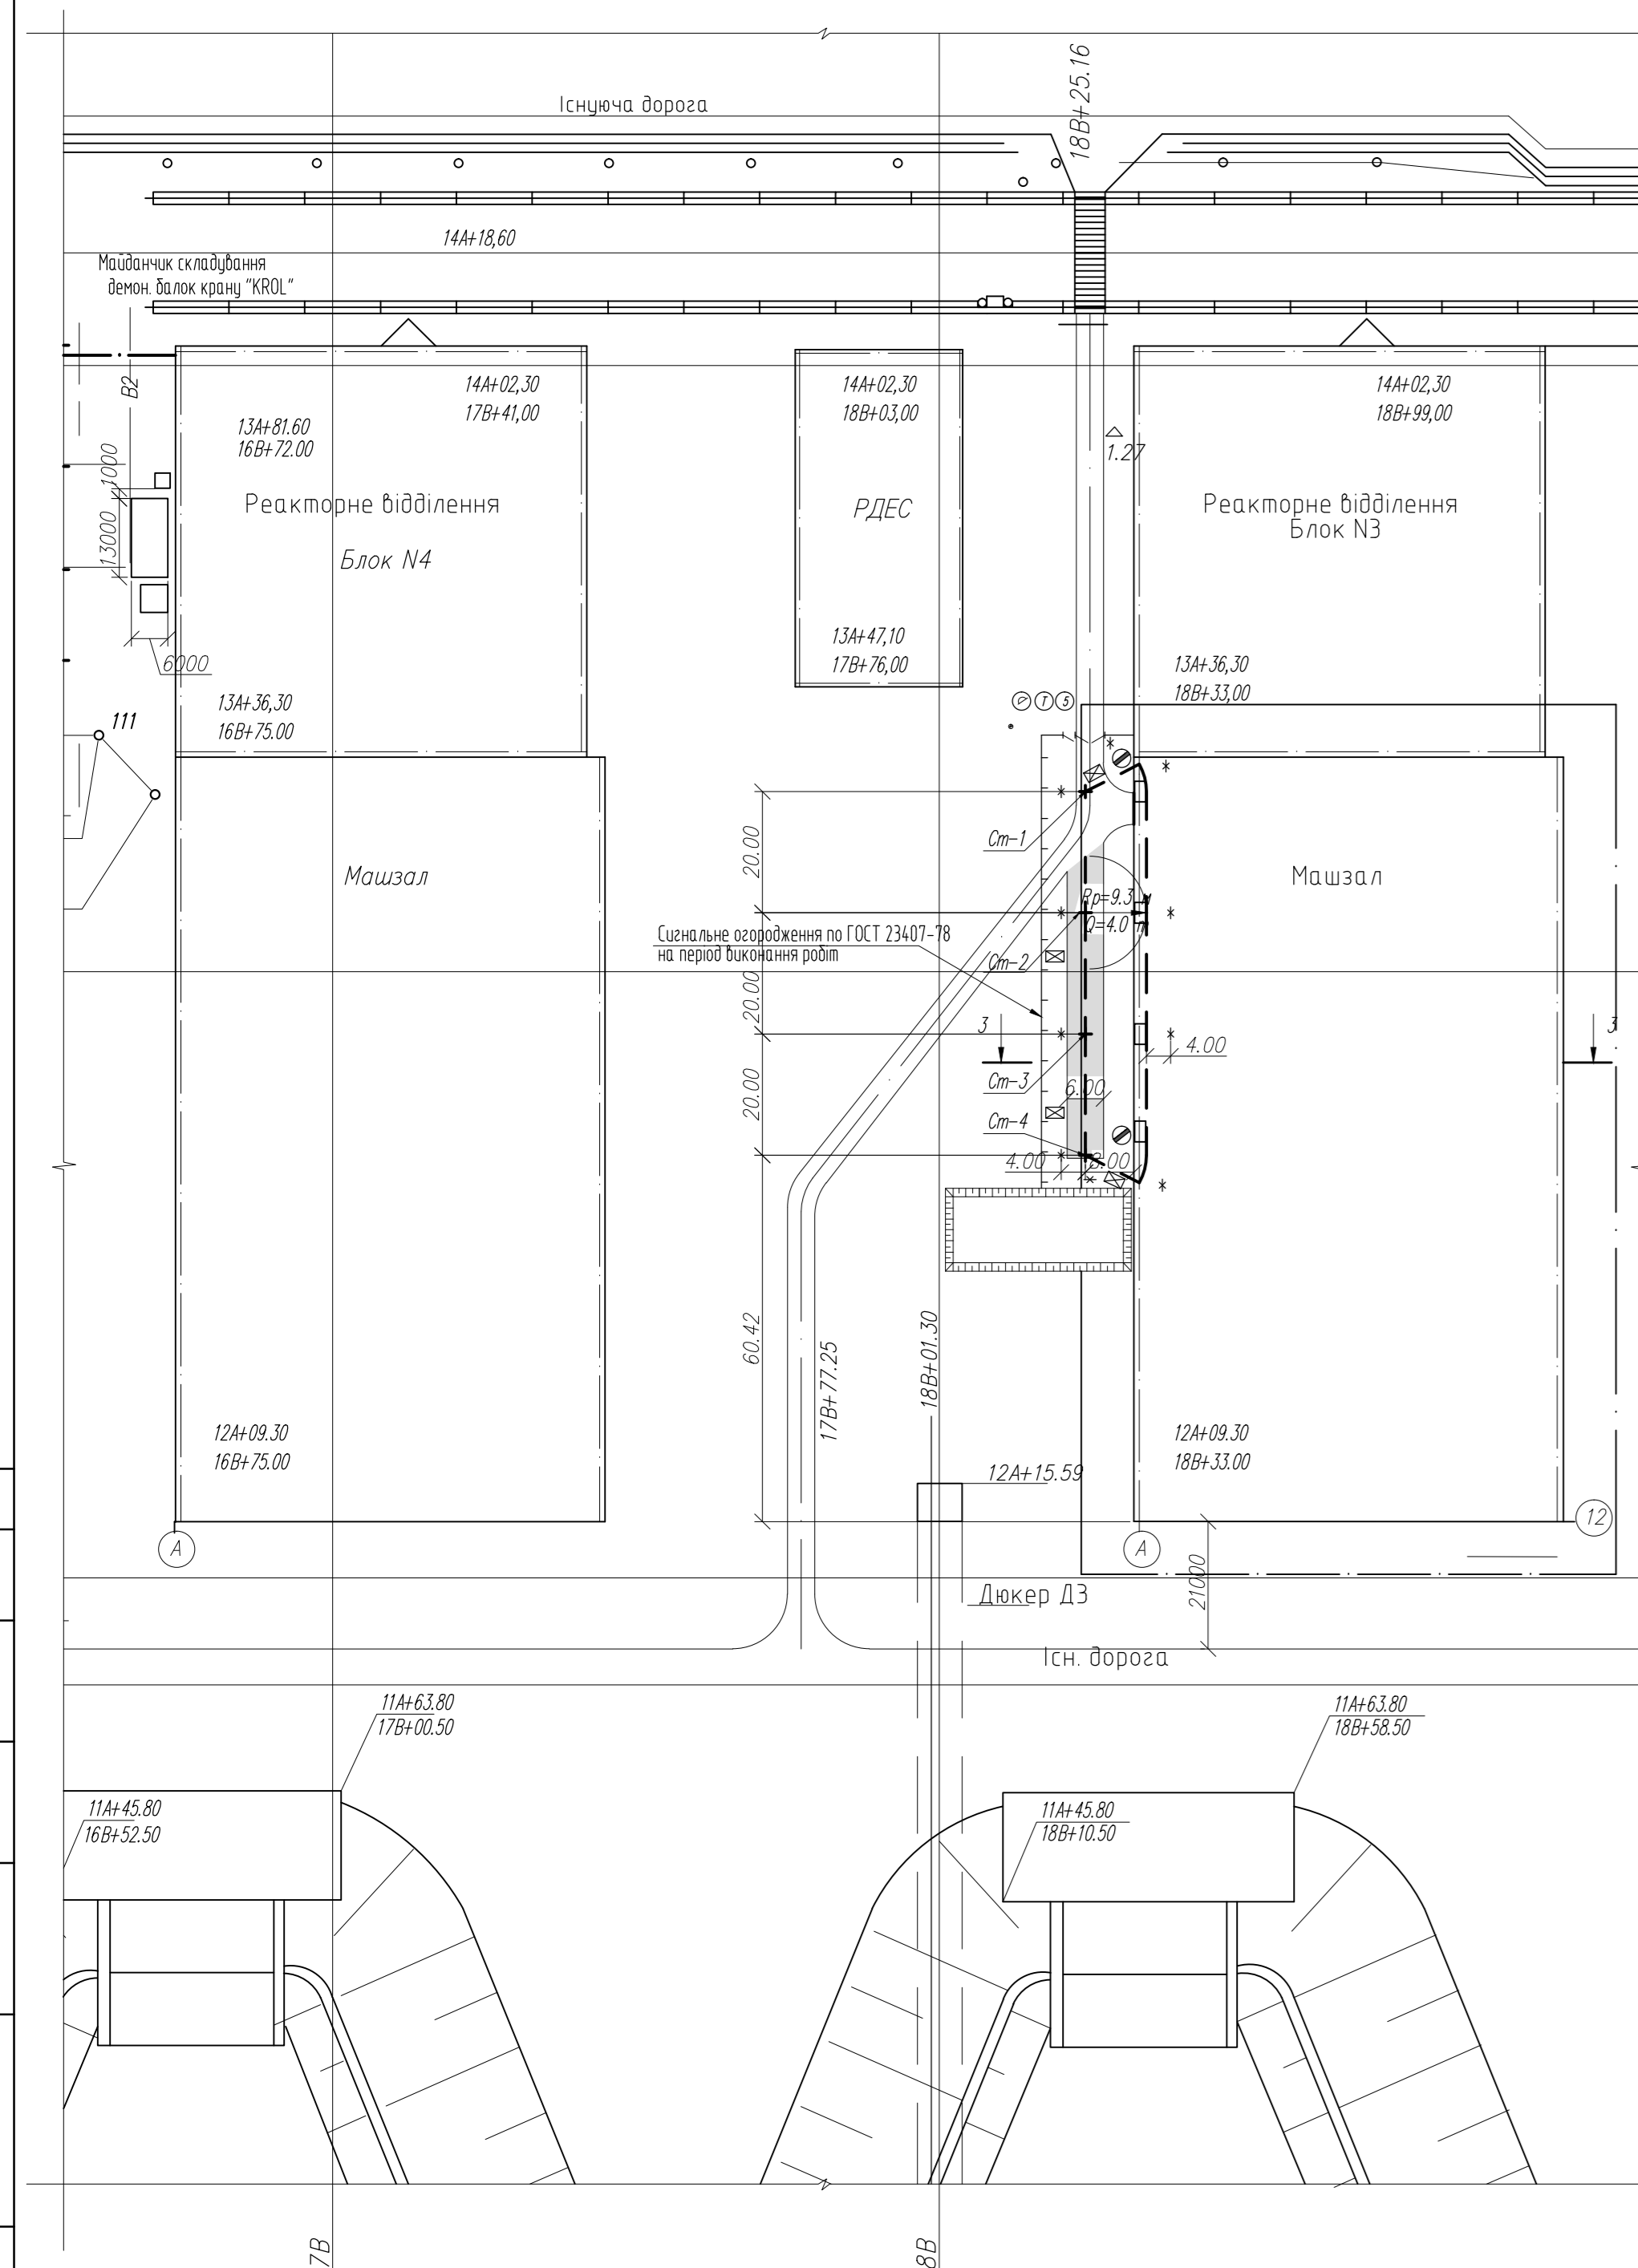 18В+25.16
Існуюча дорога
14А+18,60
Майданчик складування
демон. балок крану "KROL"
В2
14А+02,30
17В+41,00
13А+81.60
16В+72.00
14А+02,30
18В+03,00
14А+02,30
18В+99,00
1.27
1000
13000
6000
Реакторне відділення
Блок N4
РДЕС
Реакторне відділення
Блок N3
13А+47,10
17В+76,00
13А+36,30
16В+75.00
13А+36,30
18В+33,00
Т
5
111
Машзал
Машзал
20.00
20.00
20.00
60.42
Ст-1
Rр=9.3 м
Q=4.0 т
Сигнальне огородження по ГОСТ 23407-78
на період виконання робіт
Ст-2
3
3
4.00
Ст-3
6.00
Ст-4
4.00
17В+77.25
18В+01.30
12А+09.30
16В+75.00
12А+15.59
12А+09.30
18В+33.00
А
А
12
21000
Дюкер Д3
Існ. дорога
11А+63.80
17В+00.50
11А+63.80
18В+58.50
11А+45.80
16В+52.50
11А+45.80
18В+10.50
7В
8В